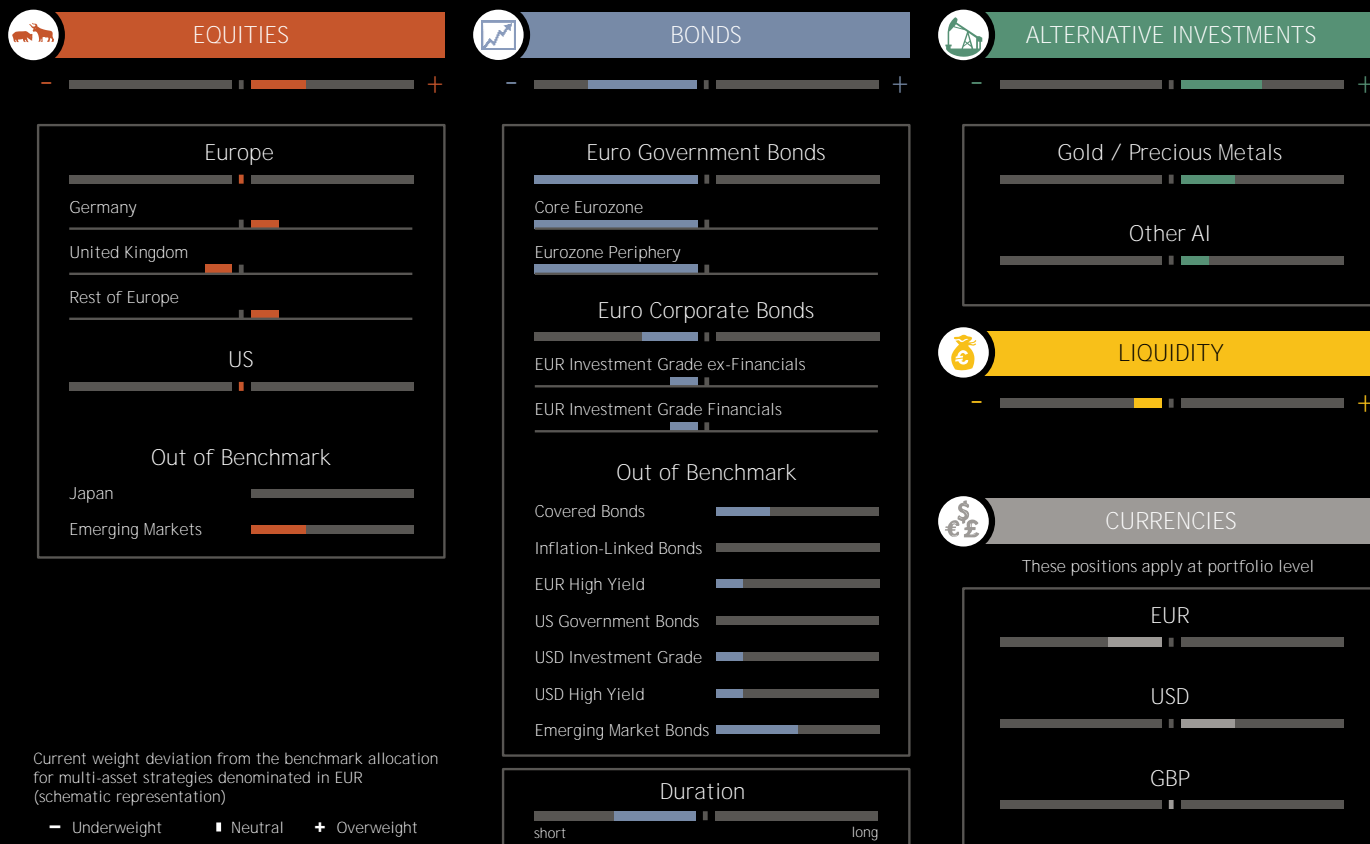 EQUITIES
- +
Europe
Germany
United Kingdom
Rest of Europe
US
Out of Benchmark
Japan
Emerging Markets
Current weight deviation from the benchmark allocation
for multi-asset strategies denominated in EUR
(schematic representation)
- Underweight Neutral + Overweight
BONDS
- +
Euro Government Bonds
Core Eurozone
Eurozone Periphery
Euro Corporate Bonds
EUR Investment Grade ex-Financials
EUR Investment Grade Financials
Out of Benchmark
Covered Bonds
Inflation-Linked Bonds
EUR High Yield
US Government Bonds
USD Investment Grade
USD High Yield
Emerging Market Bonds
Duration
short long
ALTERNATIVE INVESTMENTS
- +
Gold / Precious Metals
Other AI
€
LIQUIDITY
- +
$
€£
CURRENCIES
These positions apply at portfolio level
EUR
USD
GBP